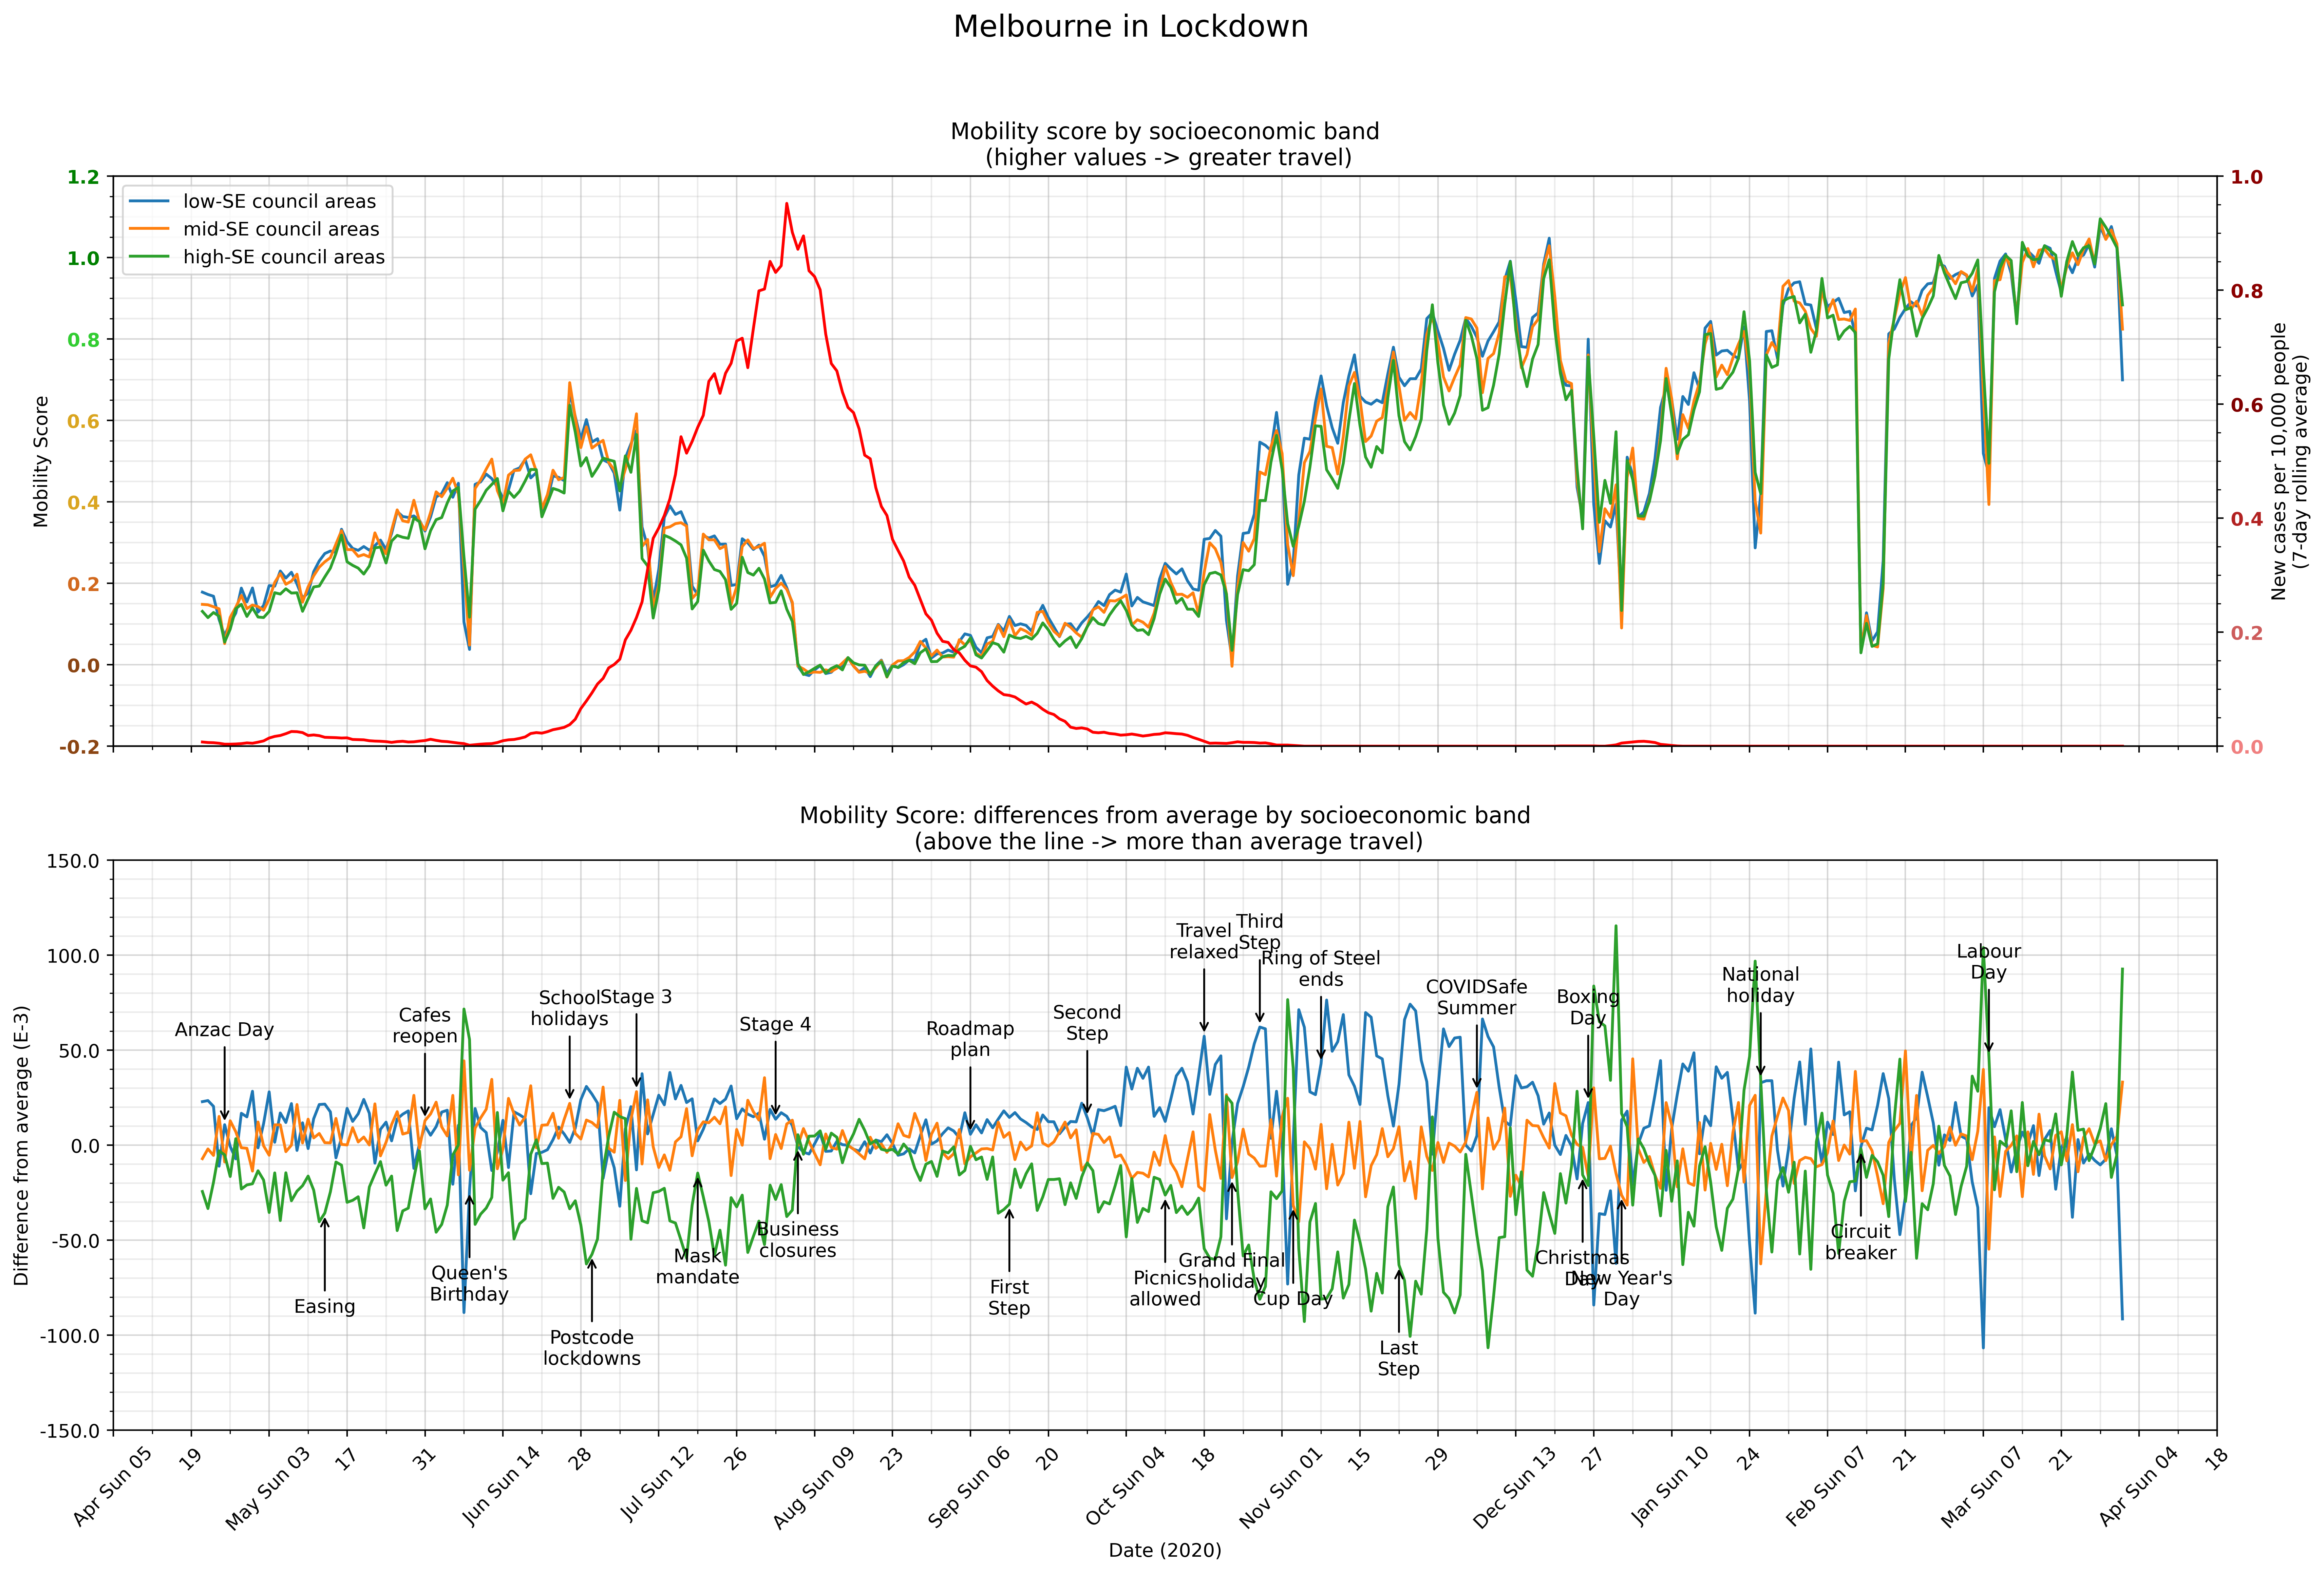 Melbourne in Lockdown
Mobility score by socioeconomic band
(higher values -> greater travel)
1.2
1.0
0.8
0.6
0.4
0.2
0.0
-0.2
Mobility Score
low-SE council areas
mid-SE council areas
high-SE council areas
1.0
0.8
0.6
0.4
0.2
0.0
New cases per 10,000 people
(7-day rolling average)
Mobility Score: differences from average by socioeconomic band
(above the line -> more than average travel)
150.0
100.0
50.0
0.0
-50.0
-100.0
-150.0
Difference from average (E-3)
Anzac Day
Easing
Cafes
reopen
Queen's
Birthday
School
holidays
Postcode
lockdowns
Stage 3
Mask
mandate
Stage 4
Business
closures
Roadmap
plan
First
Step
Second
Step
Picnics
allowed
Travel
relaxed
Grand Final
holiday
Third
Step
Cup Day
Ring of Steel
ends
Last
Step
COVIDSafe
Summer
Christmas
Day
Boxing
Day
New Year's
Day
National
holiday
Circuit
breaker
Labour
Day
Apr Sun 05
19
May Sun 03
17
31
Jun Sun 14
28
Jul Sun 12
26
Aug Sun 09
23
Sep Sun 06
20
Oct Sun 04
18
Nov Sun 01
15
29
Dec Sun 13
27
Jan Sun 10
24
Feb Sun 07
21
Mar Sun 07
21
Apr Sun 04
18
Date (2020)